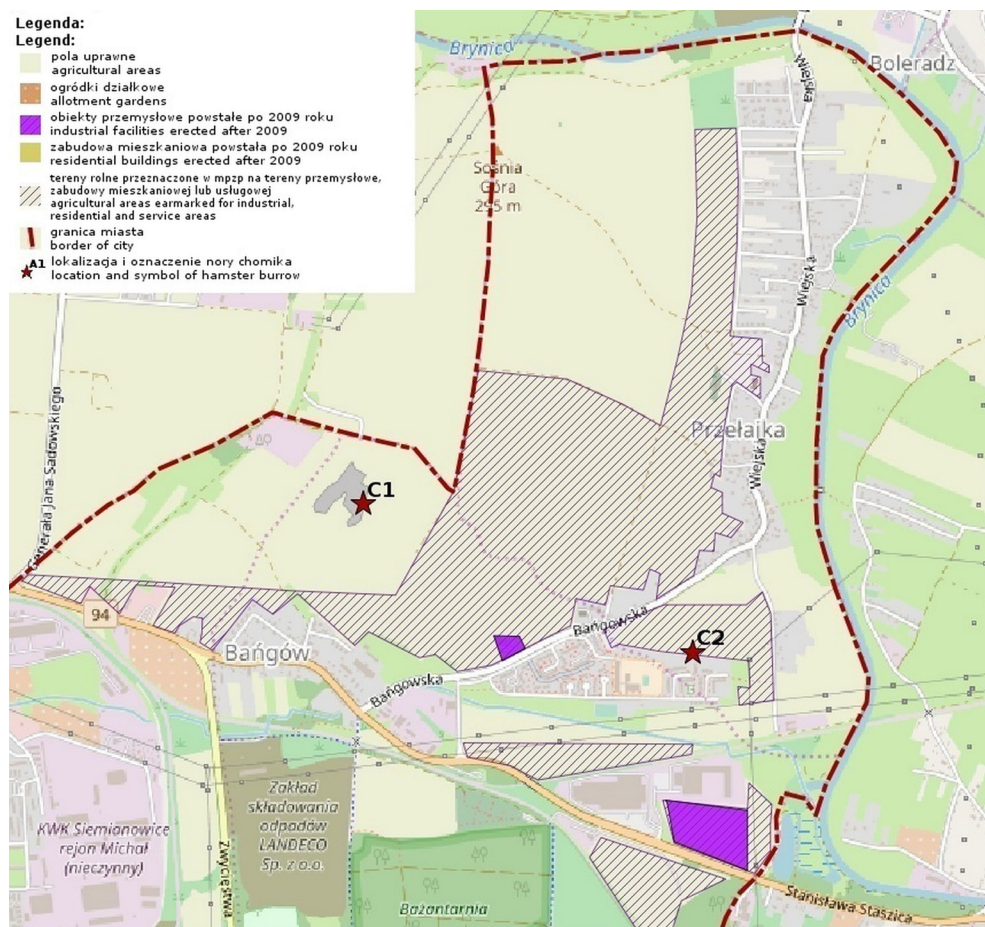 Legenda:
Legend:
pola uprawne
agricultural areas
ogródki działkowe
allotment gardens
obiekty przemysłowe powstałe po 2009 roku
industrial facilities erected after 2009
zabudowa mieszkaniowa powstała po 2009 roku
residential buildings erected after 2009
tereny rolne przeznaczone w mpzp na tereny przemysłowe,
zabudowy mieszkaniowej lub usługowej
agricultural areas earmarked for industrial,
residential and service areas
granica miasta
border of city
A1
lokalizacja i oznaczenie nory chomika
location and symbol of hamster burrow
Brynica
Boleradz
Wiejska
Sośnia
Góra
295 m
Wiejska
Brynica
Generała Jana Sadowskiego
Przełajka
Wiejska
C1
94
Bańgów
Bańgowska
C2
Bańgowska
Zakład
składowania
odpadów
LANDECO
Sp. z o.o.
KWK Siemianowice
rejon Michał
(nieczynny)
Zwycięstwa
Bażantarnia
Stanisława Staszica